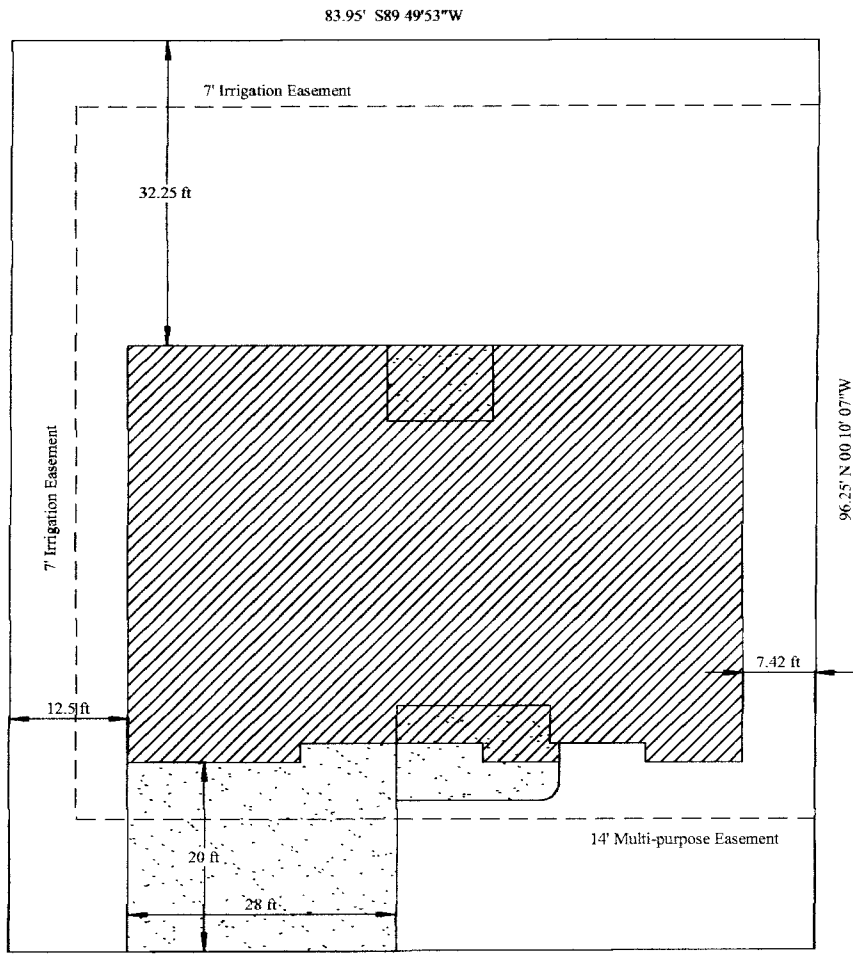 83.95' S89 49'53"W
7' Irrigation Easement
32.25 ft
96.25' N 00 10' 07"W
7' Irrigation Easement
7.42 ft
12.5 ft
14' Multi-purpose Easement
20 ft
28 ft